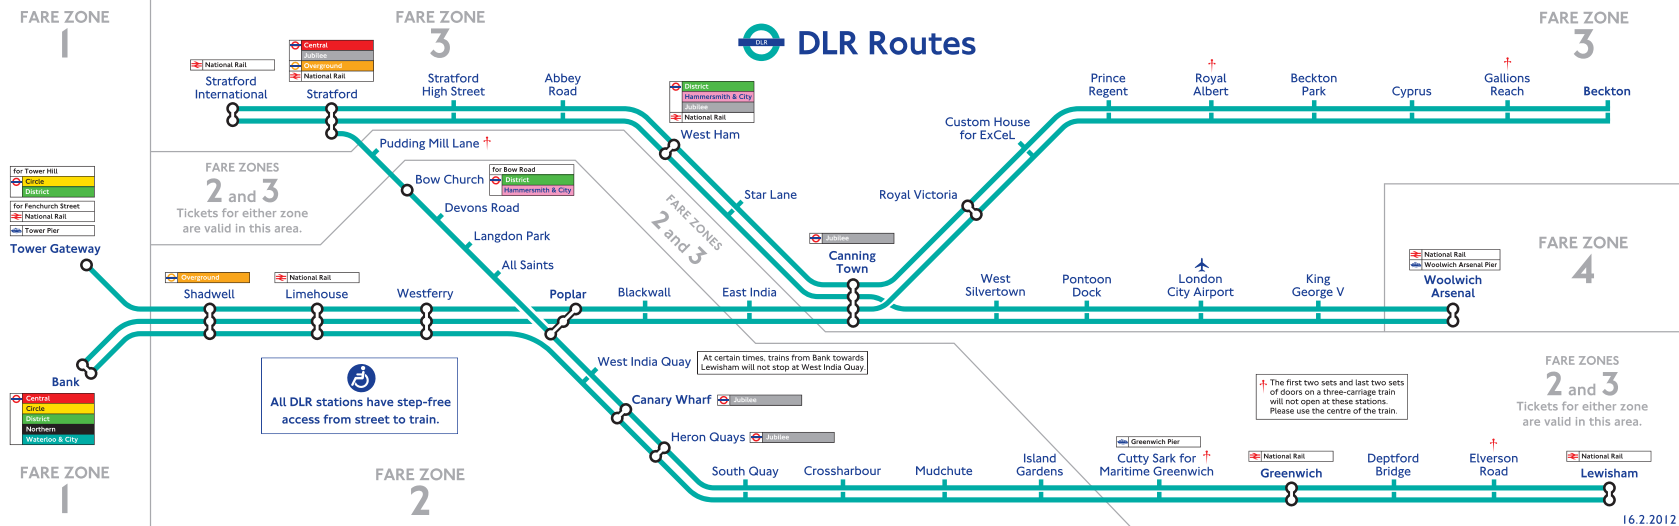 FARE ZONE
1
FARE ZONE
3
DLR
DLR Routes
FARE ZONE
3
National Rail
Stratford
International
Central
Jubilee
Overground
National Rail
Stratford
Stratford
High Street
Abbey
Road
District
Hammersmith & City
Jubilee
National Rail
West Ham
Prince
Regent
Royal
Albert
Beckton
Park
Cyprus
Gallions
Reach
Beckton
Custom House
for ExCeL
Pudding Mill Lane
for Tower Hill
Circle
District
for Fenchurch Street
National Rail
Tower Pier
Tower Gateway
FARE ZONES
2 and 3
Tickets for either zone
are valid in this area.
Bow Church
for Bow Road
District
Hammersmith & City
Devons Road
Langdon Park
All Saints
FARE ZONES
2 and 3
Star Lane
Royal Victoria
Jubilee
Canning
Town
FARE ZONE
4
National Rail
Woolwich Arsenal Pier
Woolwich
Arsenal
Overground
Shadwell
National Rail
Limehouse
Westferry
Poplar
Blackwall
East India
West
Silvertown
Pontoon
Dock
London
City Airport
King
George V
Bank
Central
Circle
District
Northern
Waterloo & City
All DLR stations have step-free
access from street to train.
West India Quay
At certain times, trains from Bank towards
Lewisham will not stop at West India Quay.
Canary Wharf
Jubilee
Heron Quays
Jubilee
The first two sets and last two sets
of doors on a three-carriage train
will not open at these stations.
Please use the centre of the train.
FARE ZONES
2 and 3
Tickets for either zone
are valid in this area.
FARE ZONE
1
FARE ZONE
2
South Quay
Crossharbour
Mudchute
Island
Gardens
Greenwich Pier
Cutty Sark for
Maritime Greenwich
National Rail
Greenwich
Deptford
Bridge
Elverson
Road
National Rail
Lewisham
16.2.2012